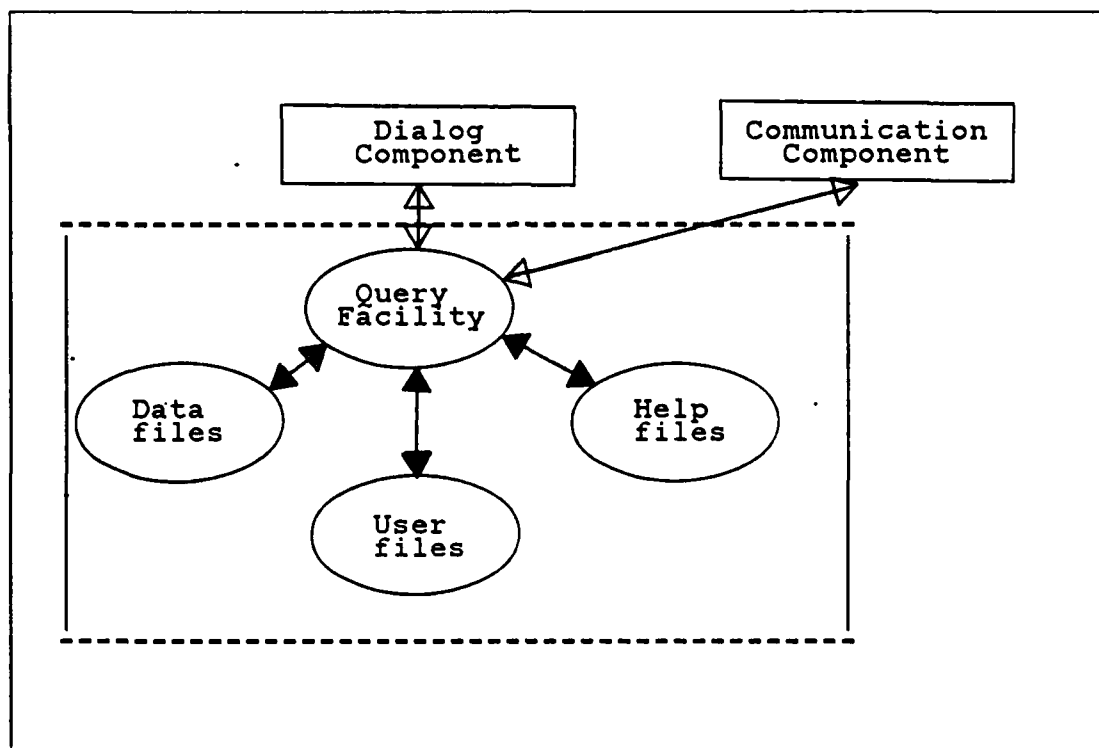 Dialog
Component
Communication
Component
Query
Facility
Data
files
Help
files
User
files